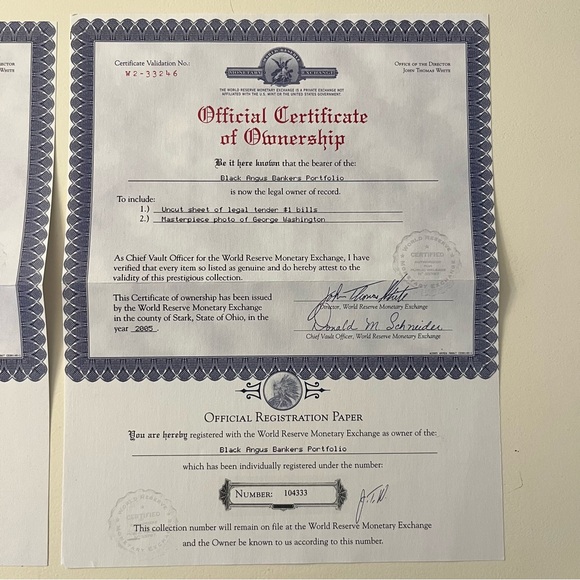 Certificate Validation No.:
W2-33246
WORLD RESERVE
MONETARY EXCHANGE
OFFICE OF THE DIRECTOR
JOHN THOMAS WHITE
THE WORLD RESERVE MONETARY EXCHANGE IS A PRIVATE EXCHANGE NOT
AFFILIATED WITH THE U.S. MINT OR THE UNITED STATES GOVERNMENT.
Official Certificate
of Ownership
Be it here known that the bearer of the:
Black Angus Bankers Portfolio
is now the legal owner of record.
To include:
1.) Uncut sheet of legal tender $1 bills
2.) Masterpiece photo of George Washington
As Chief Vault Officer for the World Reserve Monetary Exchange, I have
verified that every item so listed as genuine and do hereby attest to the
validity of this prestigious collection.
This Certificate of ownership has been issued
by the World Reserve Monetary Exchange
in the county of Stark, State of Ohio, in the
year 2005.
John Thomas White
Director, World Reserve Monetary Exchange
Donald M Schneider
Chief Vault Officer, World Reserve Monetary Exchange
OFFICIAL REGISTRATION PAPER
You are hereby registered with the World Reserve Monetary Exchange as owner of the:
Black Angus Bankers Portfolio
which has been individually registered under the number:
NUMBER: 104333
This collection number will remain on file at the World Reserve Monetary Exchange
and the Owner be known to us according to this number.